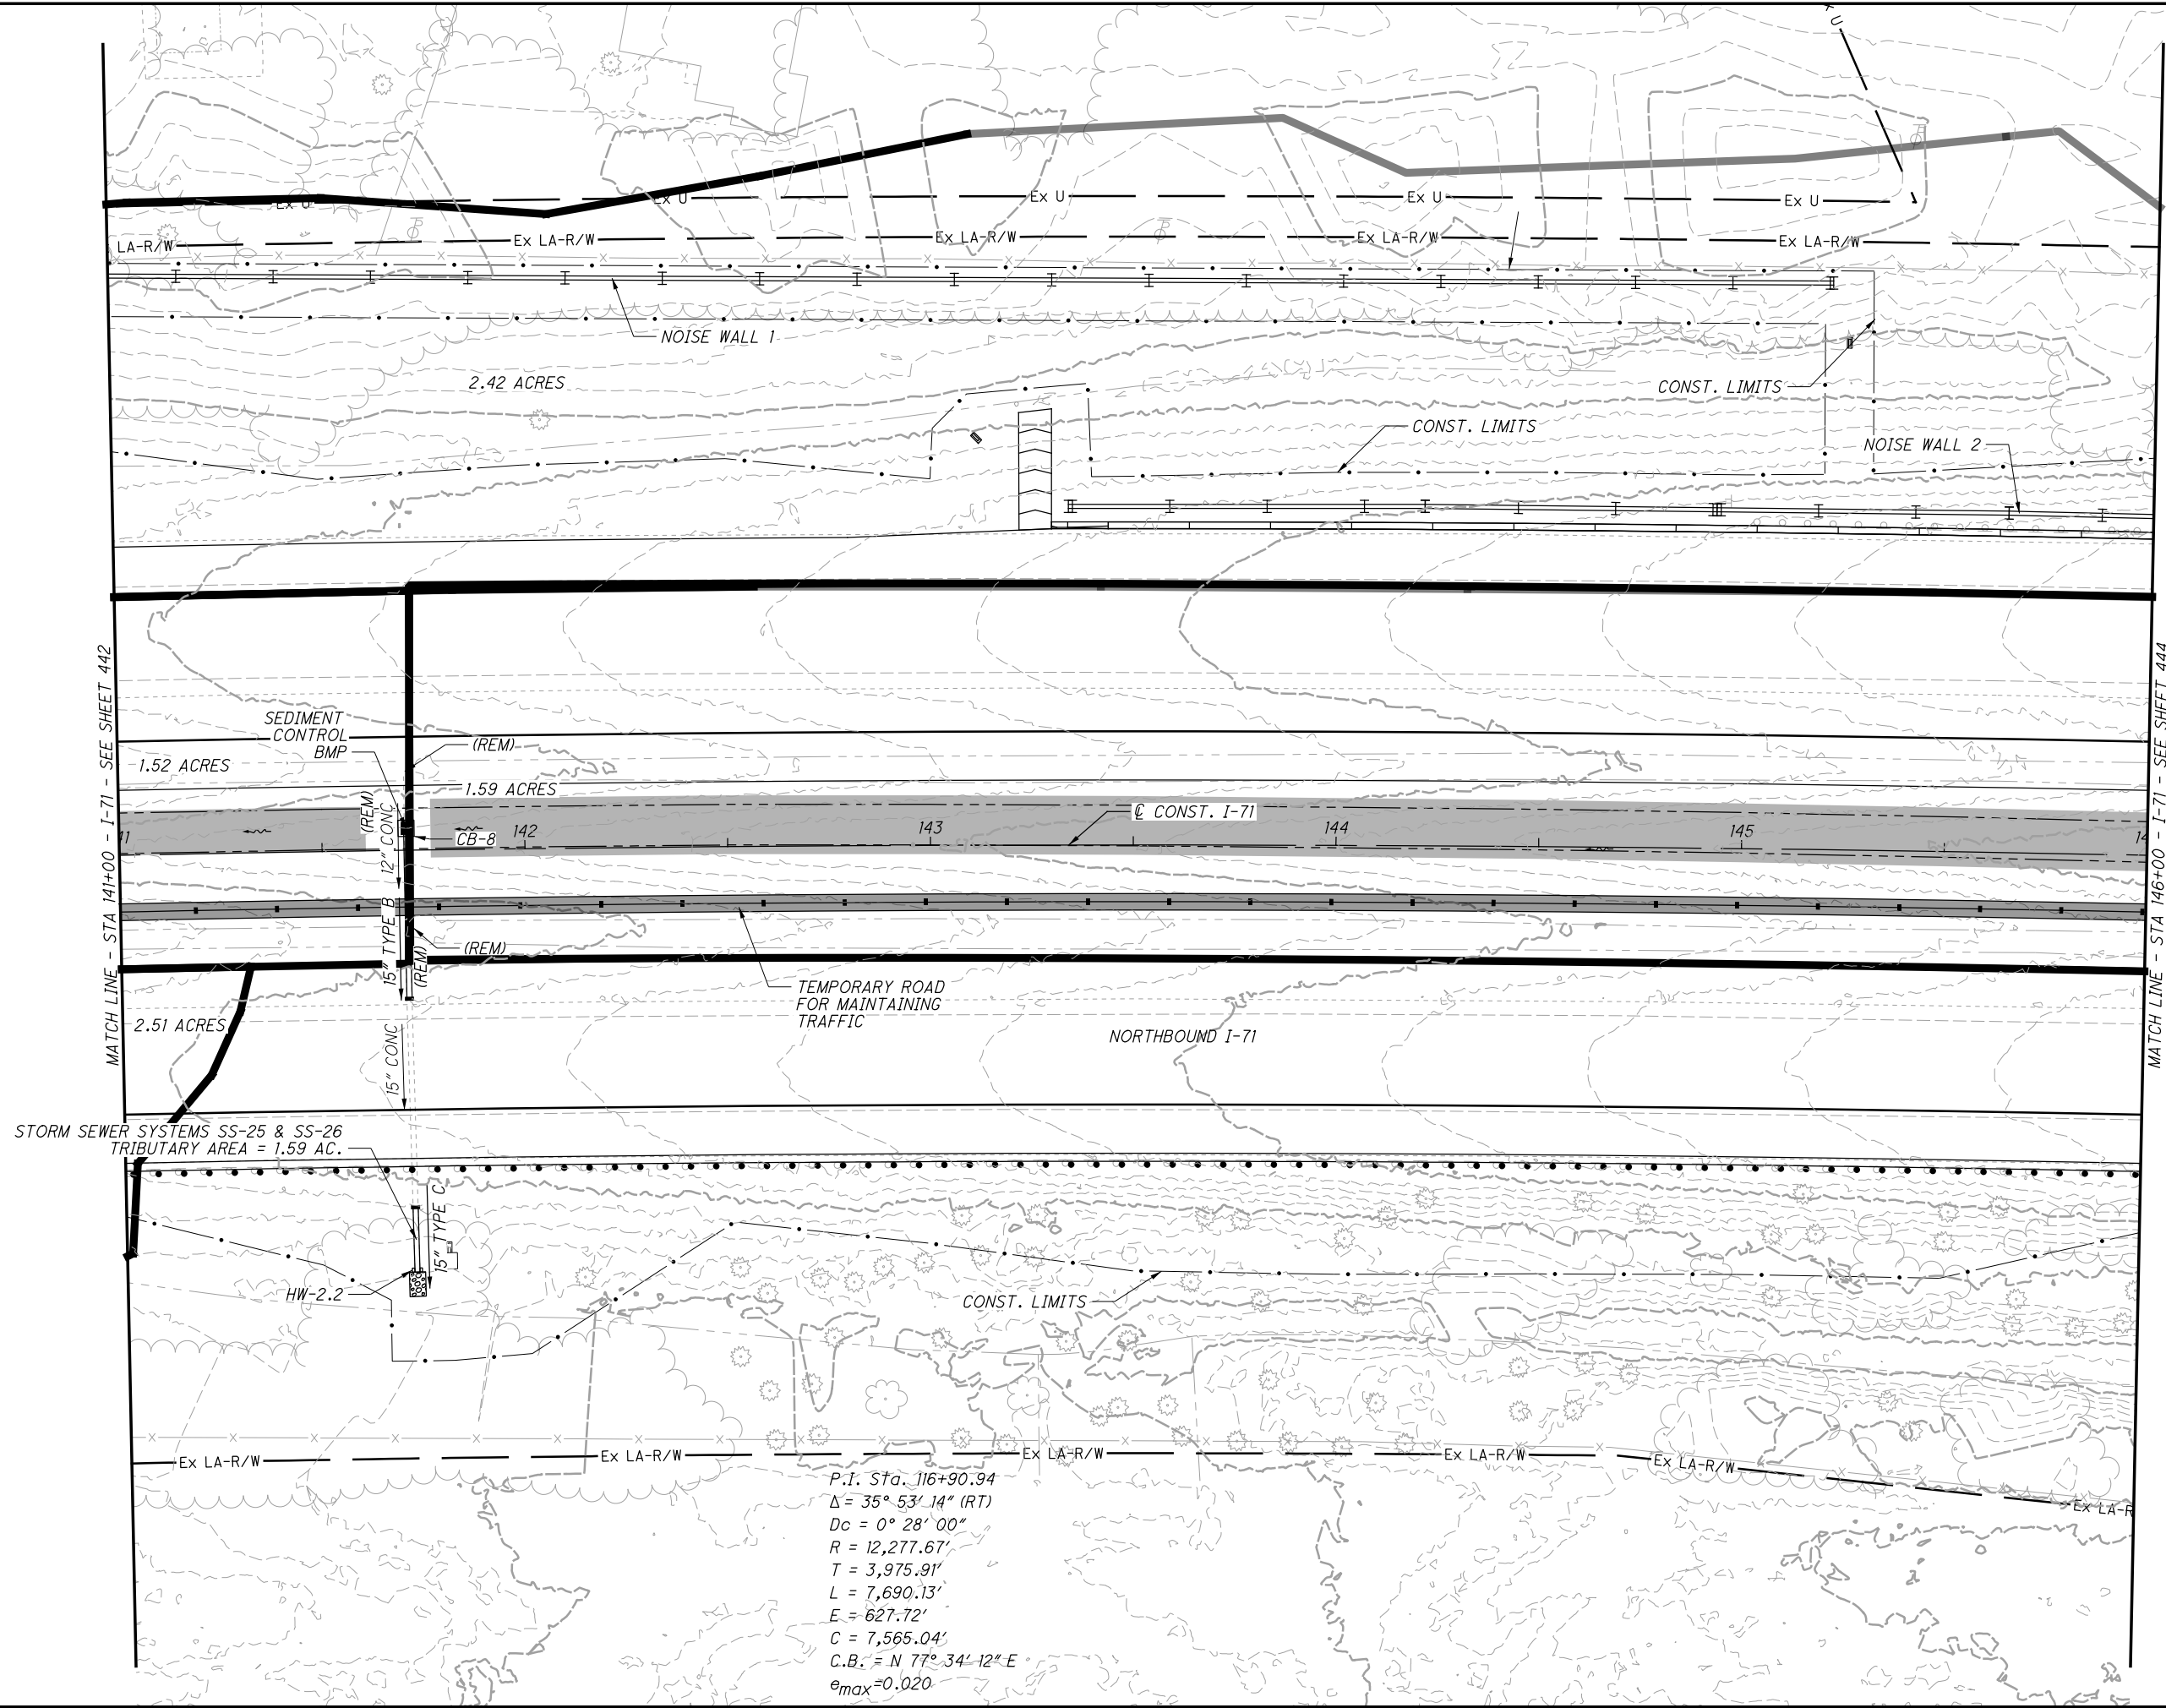 Ex U
Ex U
Ex U
Ex U
Ex U
LA-R/W
Ex LA-R/W
Ex LA-R/W
Ex LA-R/W
Ex LA-R/W
NOISE WALL 1
2.42 ACRES
CONST. LIMITS
CONST. LIMITS
NOISE WALL 2
MATCH LINE - STA 141+00 - I-71 - SEE SHEET 442
MATCH LINE - STA 146+00 - I-71 - SEE SHEET 444
SEDIMENT
CONTROL
BMP
(REM)
1.52 ACRES
1.59 ACRES
(REM)
12" CONC
CB-8
142
143
℄ CONST. I-71
144
145
15" TYPE B
(REM)
(REM)
TEMPORARY ROAD
FOR MAINTAINING
TRAFFIC
2.51 ACRES
15" CONC
NORTHBOUND I-71
STORM SEWER SYSTEMS SS-25 & SS-26
TRIBUTARY AREA = 1.59 AC.
15" TYPE C
HW-2.2
CONST. LIMITS
Ex LA-R/W
Ex LA-R/W
Ex LA-R/W
Ex LA-R/W
Ex LA-R/W
Ex LA-R
P.I. Sta. 116+90.94
Δ = 35° 53' 14" (RT)
Dc = 0° 28' 00"
R = 12,277.67'
T = 3,975.91'
L = 7,690.13'
E = 627.72'
C = 7,565.04'
C.B. = N 77° 34' 12" E
emax=0.020